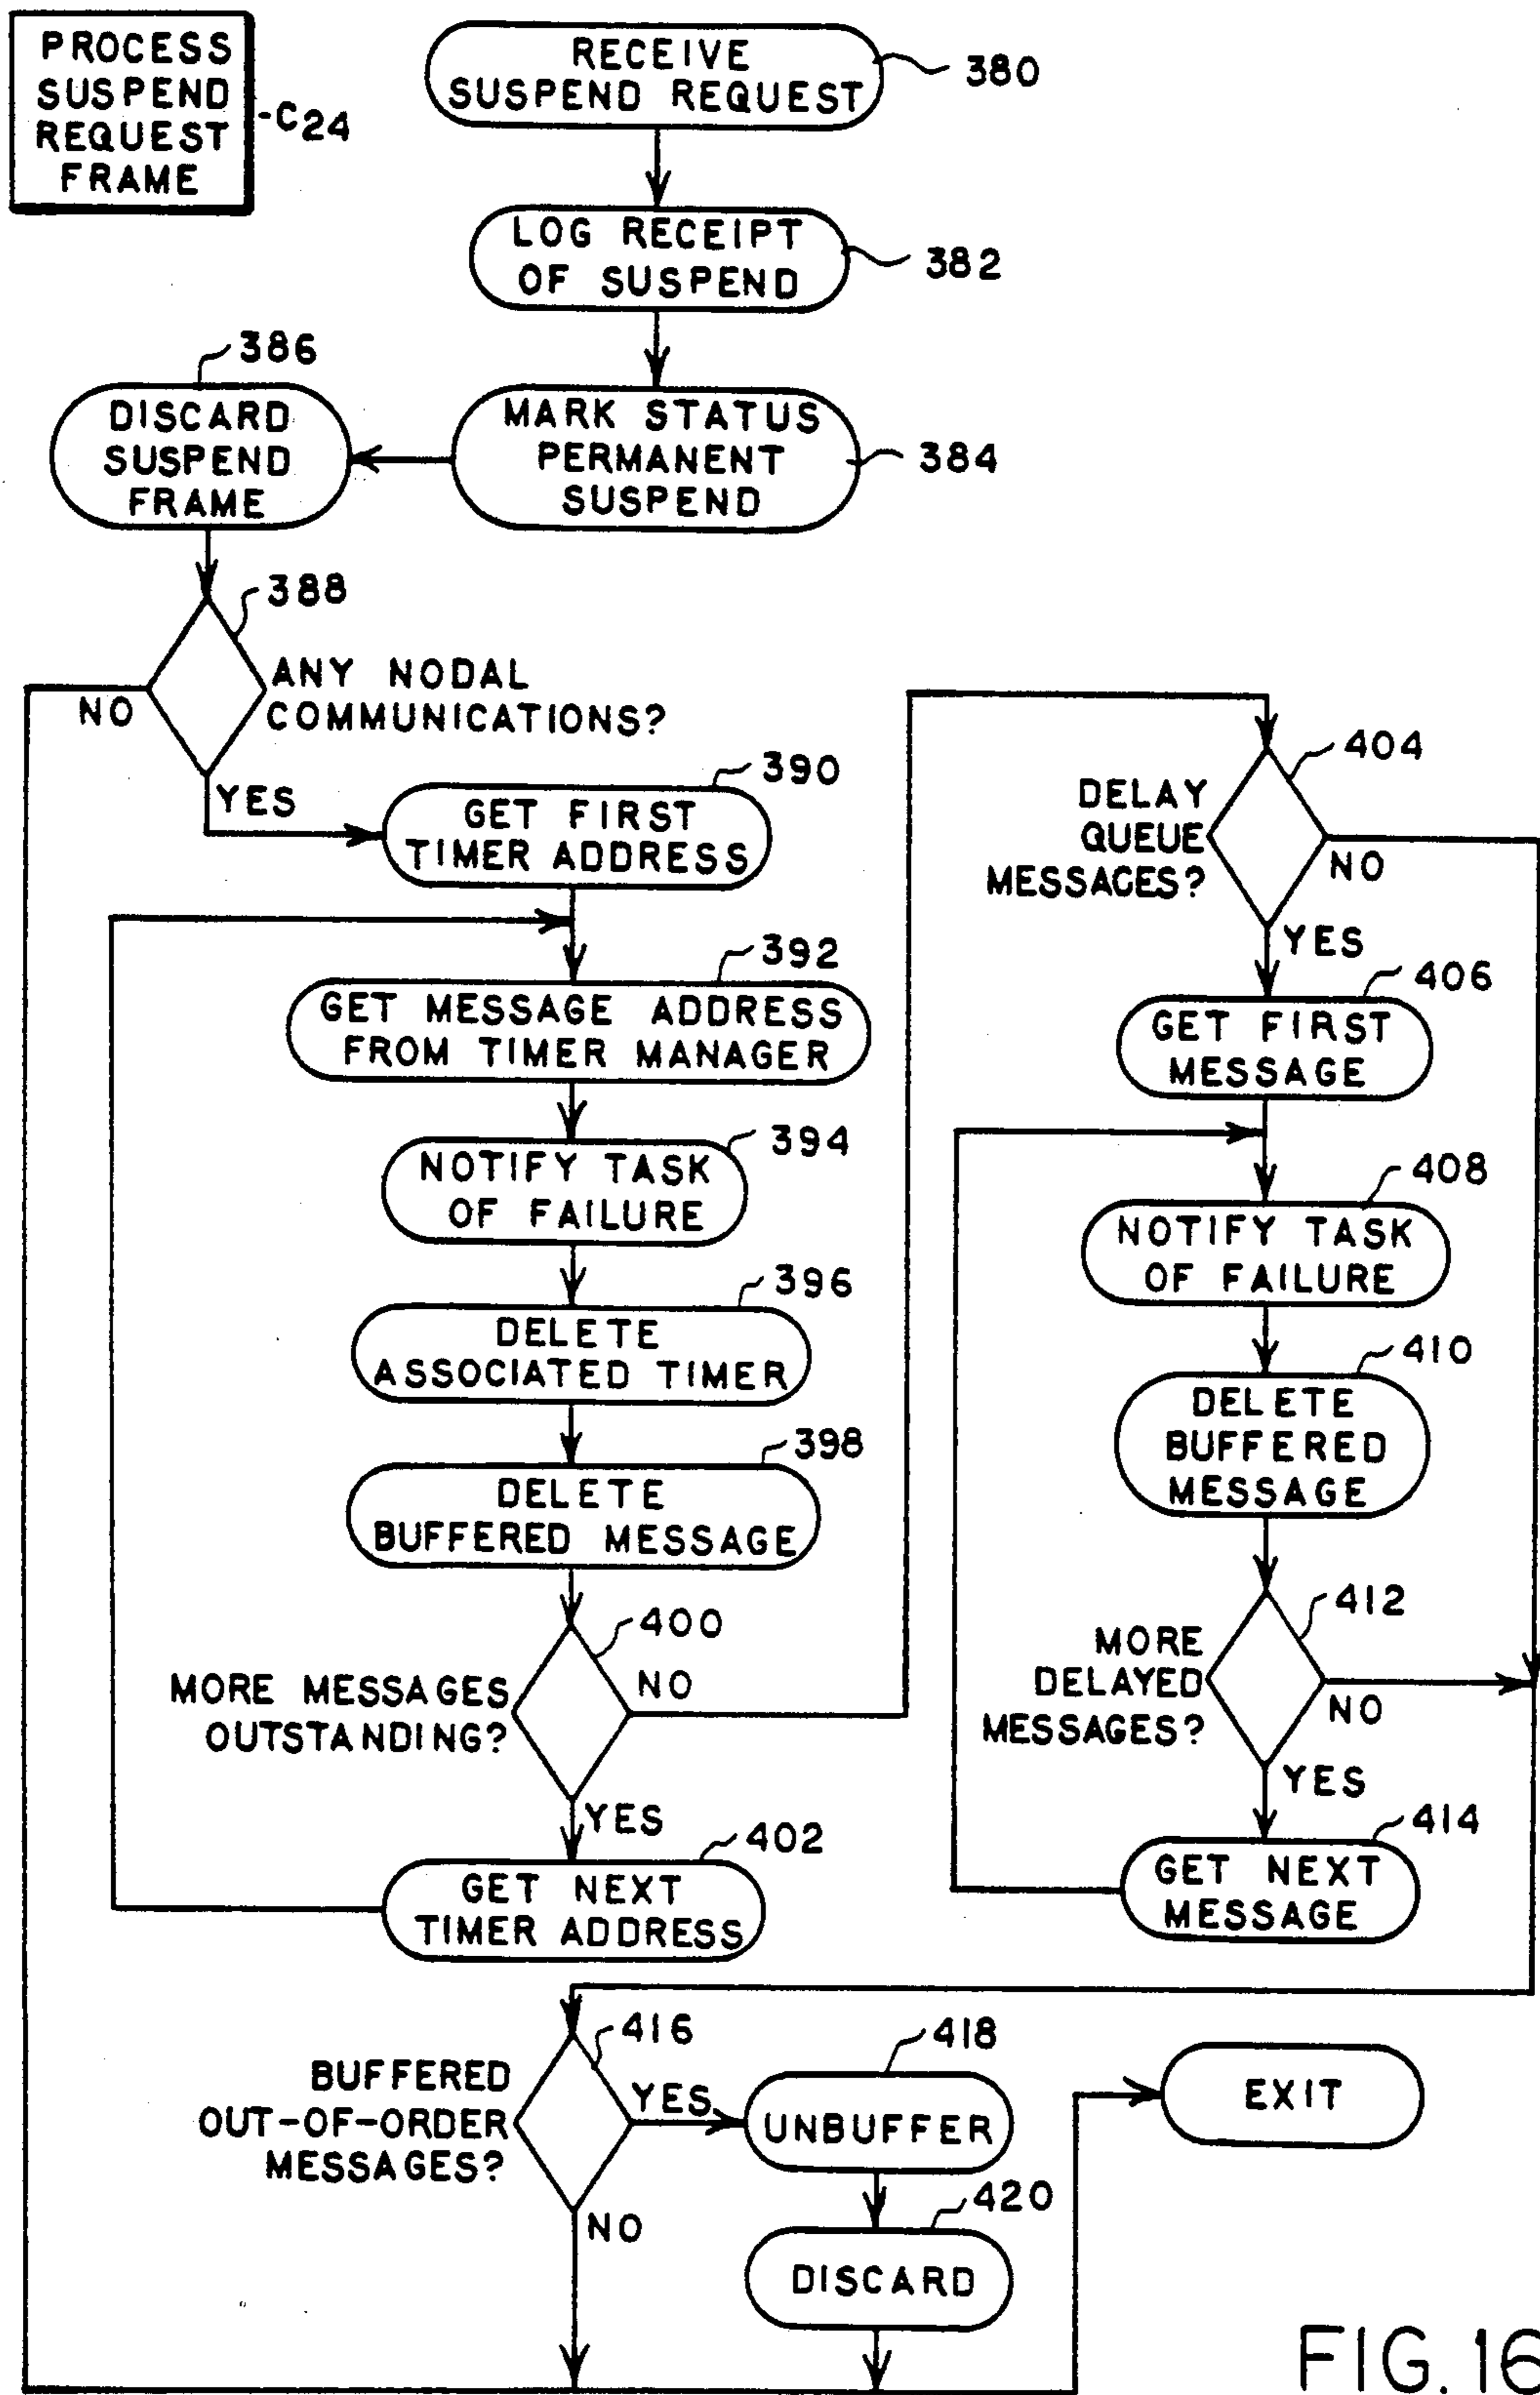 PROCESS
SUSPEND
REQUEST
FRAME
-C24
RECEIVE
SUSPEND REQUEST
380
LOG RECEIPT
OF SUSPEND
382
MARK STATUS
PERMANENT
SUSPEND
384
386
DISCARD
SUSPEND
FRAME
388
ANY NODAL
COMMUNICATIONS?
NO
YES
390
GET FIRST
TIMER ADDRESS
392
GET MESSAGE ADDRESS
FROM TIMER MANAGER
394
NOTIFY TASK
OF FAILURE
396
DELETE
ASSOCIATED TIMER
398
DELETE
BUFFERED MESSAGE
400
MORE MESSAGES
OUTSTANDING?
NO
YES
402
GET NEXT
TIMER ADDRESS
404
DELAY
QUEUE
MESSAGES?
NO
YES
406
GET FIRST
MESSAGE
408
NOTIFY TASK
OF FAILURE
410
DELETE
BUFFERED
MESSAGE
412
MORE
DELAYED
MESSAGES?
NO
YES
414
GET NEXT
MESSAGE
416
BUFFERED
OUT-OF-ORDER
MESSAGES?
YES
NO
418
UNBUFFER
420
DISCARD
EXIT
FIG. 16